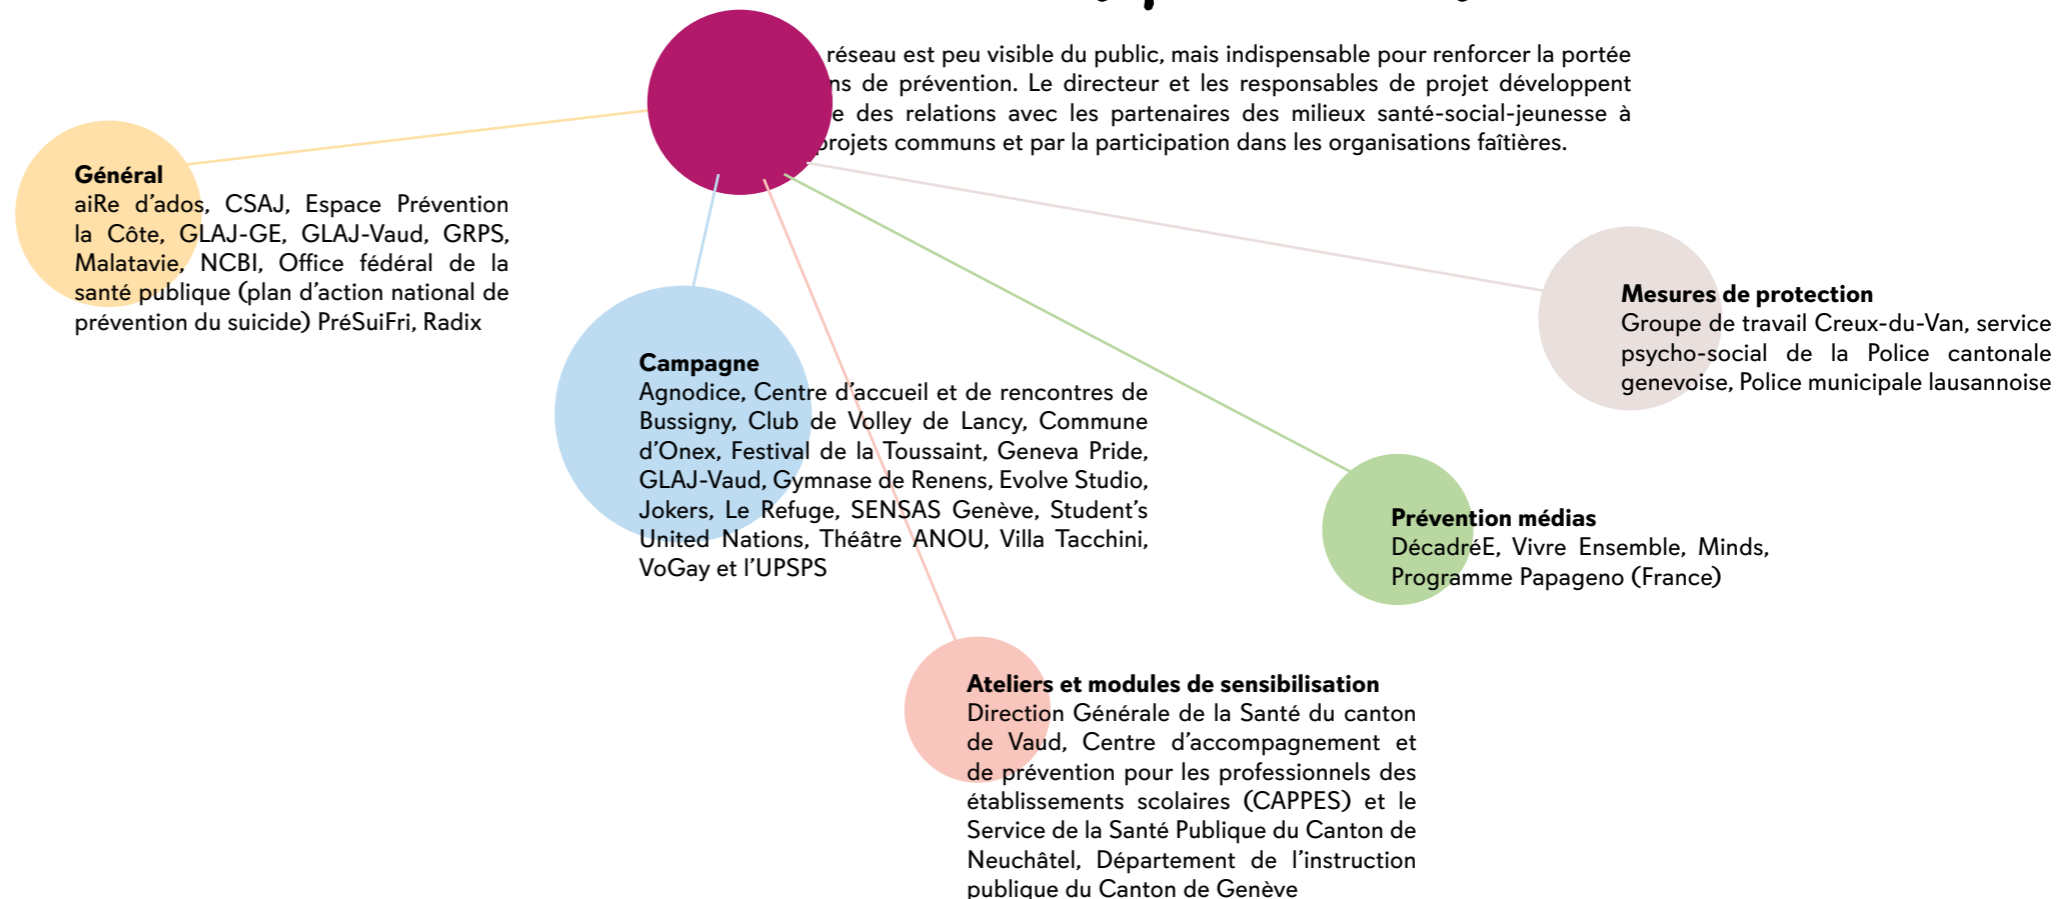 réseau est peu visible du public, mais indispensable pour renforcer la portée
de prévention. Le directeur et les responsables de projet développent
des relations avec les partenaires des milieux santé-social-jeunesse à
projets communs et par la participation dans les organisations faîtières.
Général
aiRe d’ados, CSAJ, Espace Prévention
la Côte, GLAJ-GE, GLAJ-Vaud, GRPS,
Malatavie, NCBI, Office fédéral de la
santé publique (plan d’action national de
prévention du suicide) PréSuiFri, Radix
Campagne
Agnodice, Centre d’accueil et de rencontres de
Bussigny, Club de Volley de Lancy, Commune
d’Onex, Festival de la Toussaint, Geneva Pride,
GLAJ-Vaud, Gymnase de Renens, Evolve Studio,
Jokers, Le Refuge, SENSAS Genève, Student’s
United Nations, Théâtre ANOU, Villa Tacchini,
VoGay et l’UPSPS
Mesures de protection
Groupe de travail Creux-du-Van, service
psycho-social de la Police cantonale
genevoise, Police municipale lausannoise
Prévention médias
DécadréE, Vivre Ensemble, Minds,
Programme Papageno (France)
Ateliers et modules de sensibilisation
Direction Générale de la Santé du canton
de Vaud, Centre d’accompagnement et
de prévention pour les professionnels des
établissements scolaires (CAPPES) et le
Service de la Santé Publique du Canton de
Neuchâtel, Département de l’instruction
publique du Canton de Genève